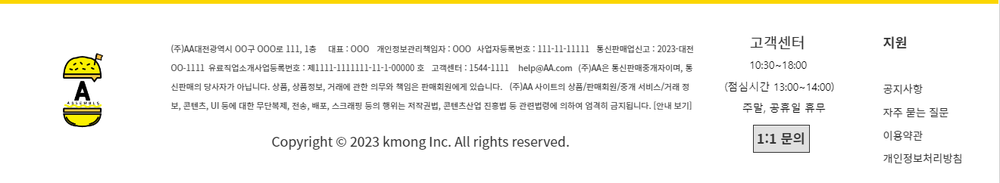 A
ASSEMBLE
(주)AA대전광역시 OO구 OOO로 111, 1층 대표 : OOO 개인정보관리책임자 : OOO 사업자등록번호 : 111-11-11111 통신판매업신고 : 2023-대전
OO-1111 유료직업소개사업등록번호 : 제1111-1111111-11-1-00000 호 고객센터 : 1544-1111 help@AA.com (주)AA은 통신판매중개자이며, 통
신판매의 당사자가 아닙니다. 상품, 상품정보, 거래에 관한 의무와 책임은 판매회원에게 있습니다. (주)AA 사이트의 상품/판매회원/중개 서비스/거래 정
보, 콘텐츠, UI 등에 대한 무단복제, 전송, 배포, 스크래핑 등의 행위는 저작권법, 콘텐츠산업 진흥법 등 관련법령에 의하여 엄격히 금지됩니다. [안내 보기]
Copyright © 2023 kmong Inc. All rights reserved.
고객센터
10:30~18:00
(점심시간 13:00~14:00)
주말, 공휴일 휴무
1:1 문의
지원
공지사항
자주 묻는 질문
이용약관
개인정보처리방침